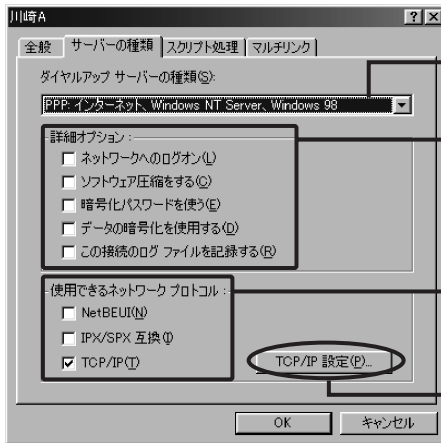 川崎A
全般 サーバーの種類 スクリプト処理 マルチリンク
ダイヤルアップ サーバーの種類(S):
PPP: インターネット、Windows NT Server、Windows 98
詳細オプション:
ネットワークへのログオン(L)
ソフトウェア圧縮をする(C)
暗号化パスワードを使う(E)
データの暗号化を使用する(D)
この接続のログ ファイルを記録する(R)
使用できるネットワーク プロトコル:
NetBEUI(N)
IPX/SPX 互換(I)
TCP/IP(T)
TCP/IP 設定(P)...
OK キャンセル